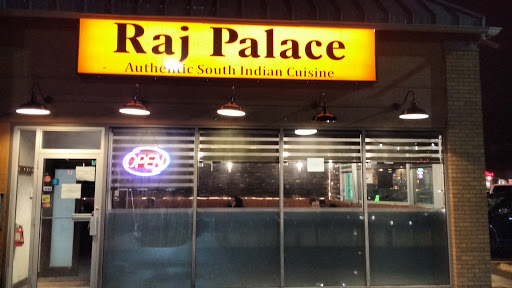 Raj Palace
Authentic South Indian Cuisine
OPEN